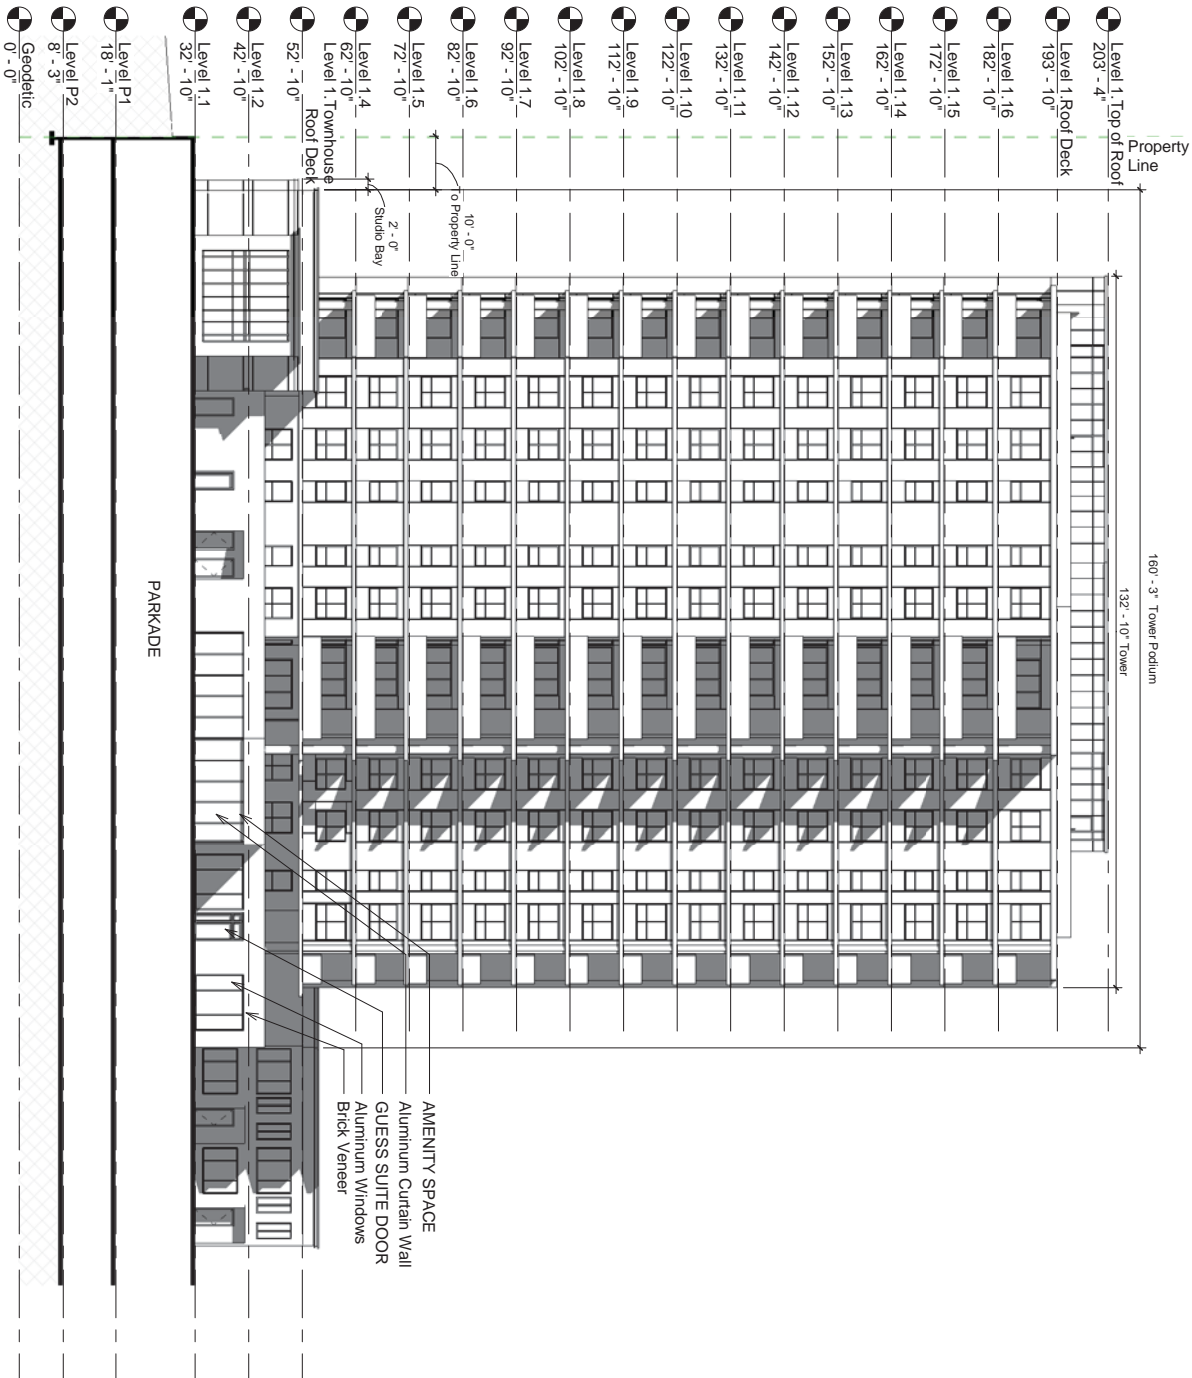 Level 1.Top of Roof
203' - 4"
Level 1.Roof Deck
193' - 10"
Level 1.16
182' - 10"
Level 1.15
172' - 10"
Level 1.14
162' - 10"
Level 1.13
152' - 10"
Level 1.12
142' - 10"
Level 1.11
132' - 10"
Level 1.10
122' - 10"
Level 1.9
112' - 10"
Level 1.8
102' - 10"
Level 1.7
92' - 10"
Level 1.6
82' - 10"
Level 1.5
72' - 10"
Level 1.4
62' - 10"
Level 1.Townhouse
Roof Deck
52' - 10"
Level 1.2
42' - 10"
Level 1.1
32' - 10"
Level P1
18' - 1"
Level P2
8' - 3"
Geodetic
0' - 0"
Property
Line
10' - 0"
To Property Line
2' - 0"
Studio Bay
160' - 3" Tower Podium
132' - 10" Tower
PARKADE
AMENITY SPACE
Aluminum Curtain Wall
GUESS SUITE DOOR
Aluminum Windows
Brick Veneer